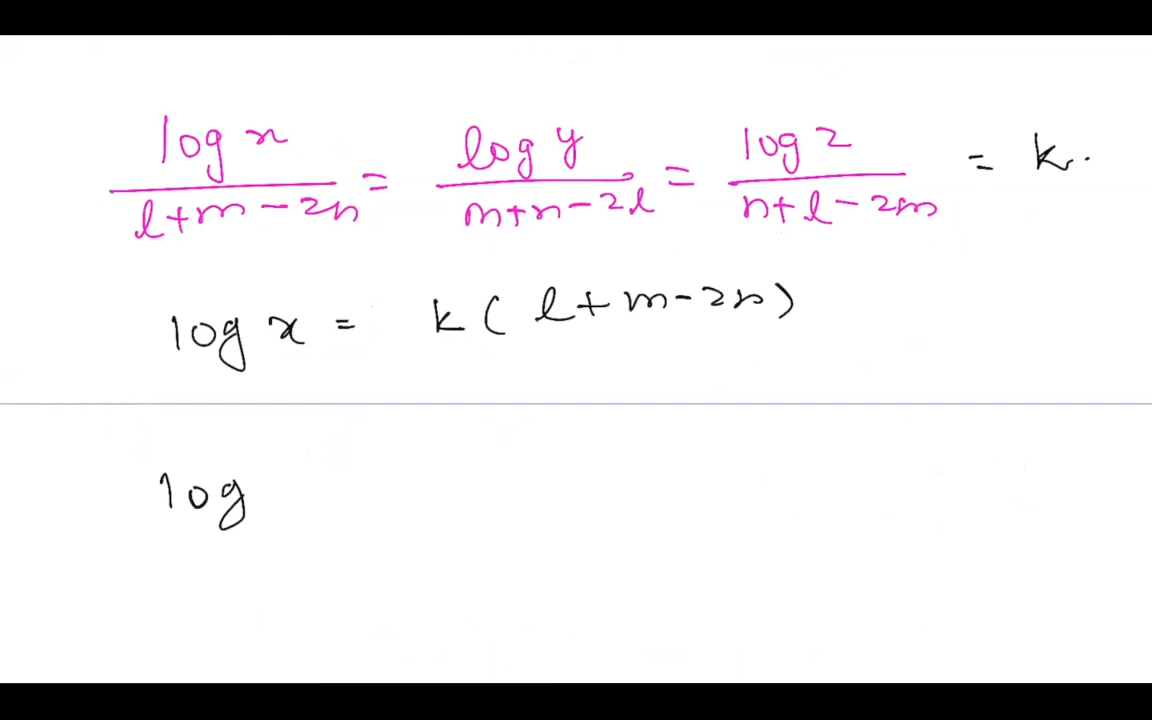 log x / l+m-2n = log y / m+n-2l = log z / n+l-2m = k.
log x = k ( l+m-2n )
log